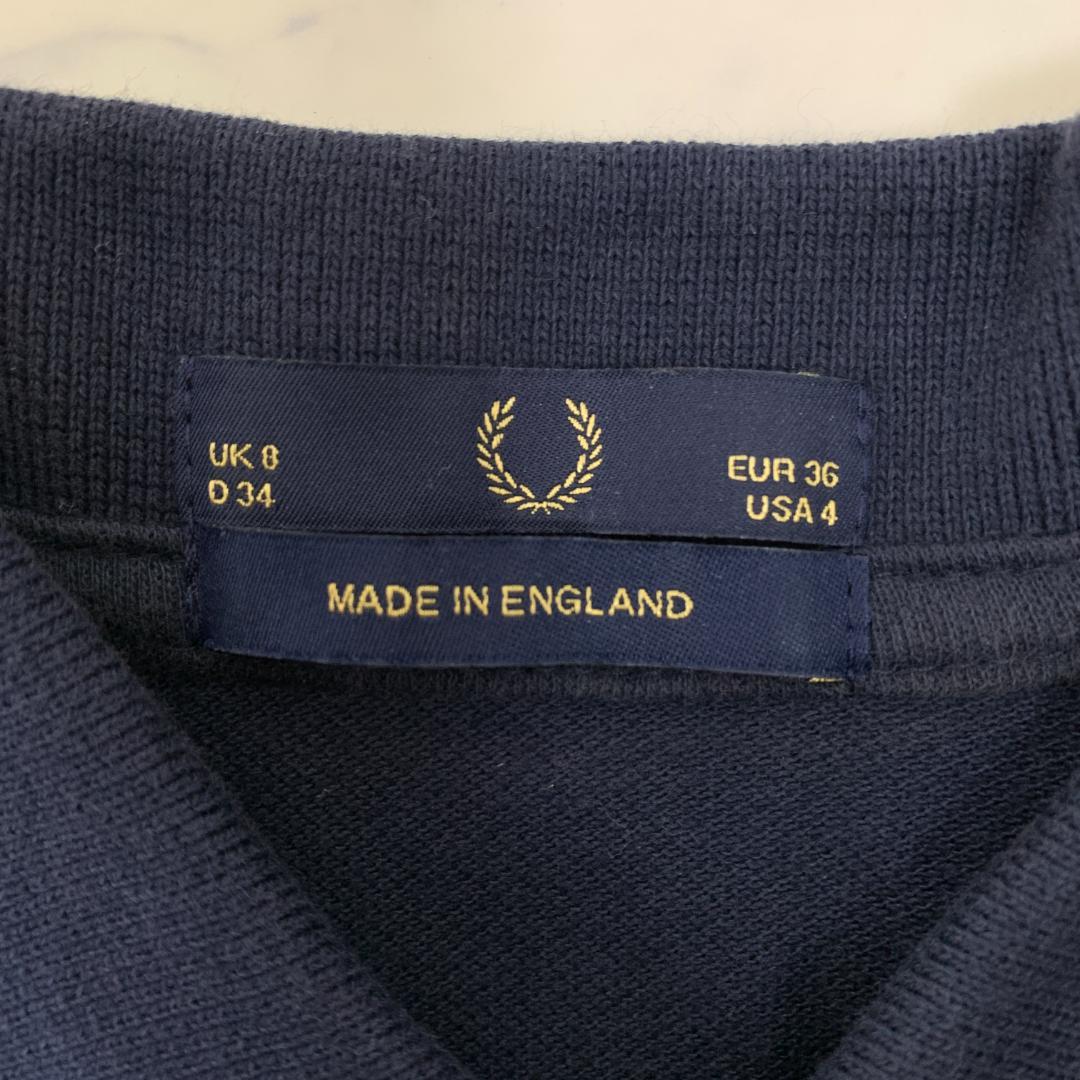 UK 8
D 34
EUR 36
USA 4
MADE IN ENGLAND